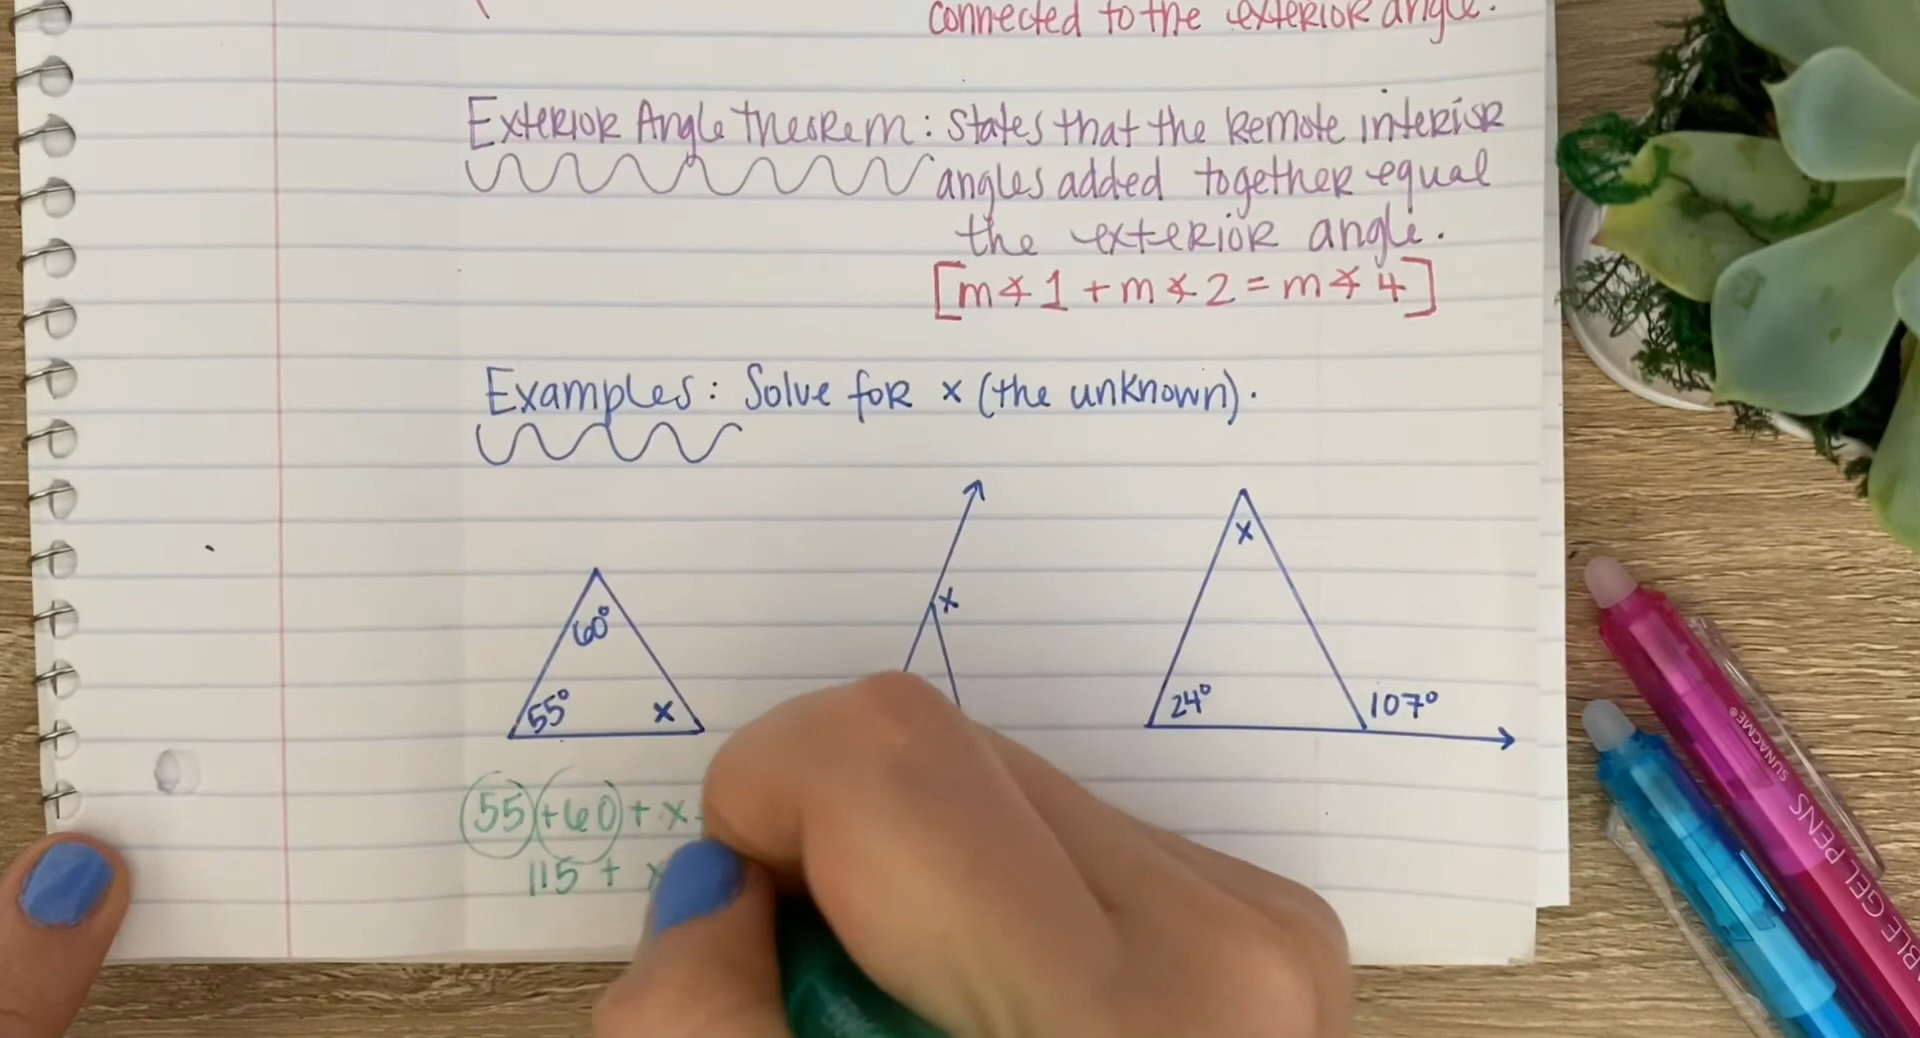 connected to the exterior angle.
Exterior Angle theorem: states that the remote interior
angles added together equal
the exterior angle.
[m∡1 + m∡2 = m∡4]
Examples: Solve for x (the unknown).
60°
55°
x
x
x
24°
107°
55 + 60 + x
115 +
SUNACME®
GEL PENS